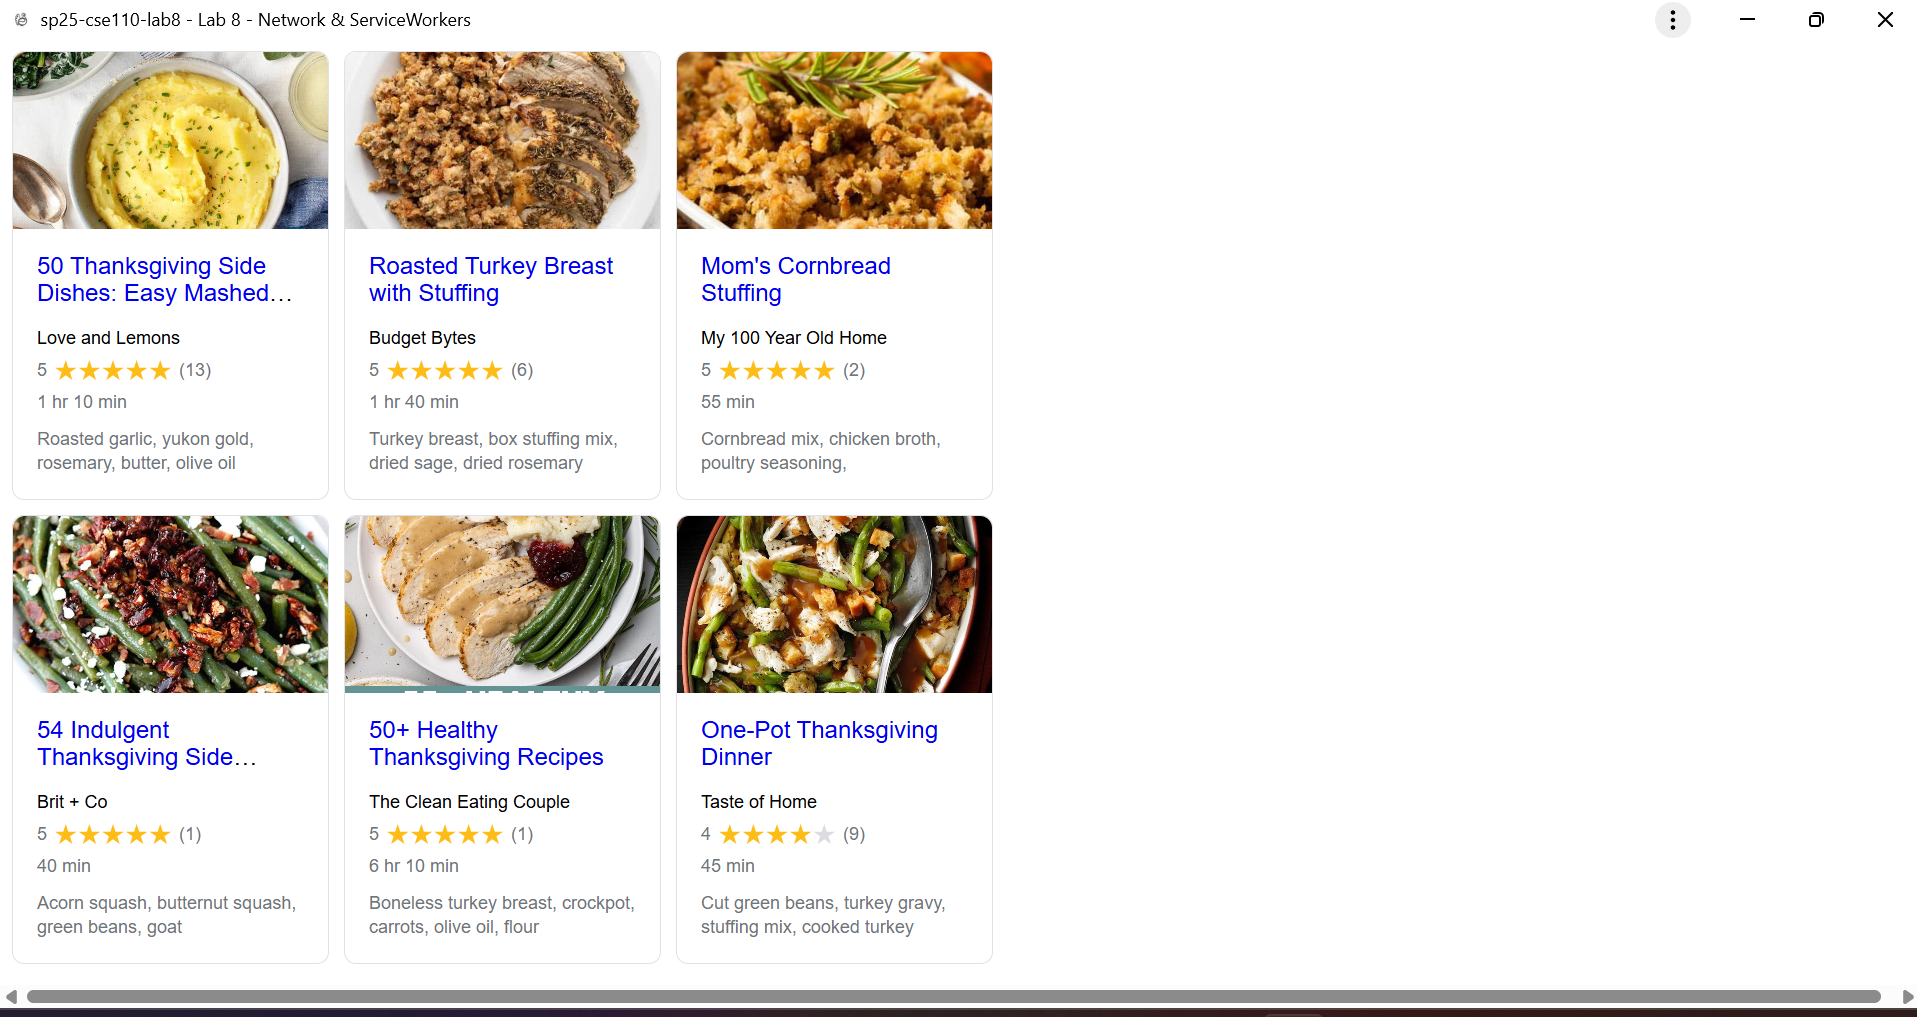 sp25-cse110-lab8 - Lab 8 - Network & ServiceWorkers
50 Thanksgiving Side
Dishes: Easy Mashed…
Love and Lemons
5 ★★★★★ (13)
1 hr 10 min
Roasted garlic, yukon gold,
rosemary, butter, olive oil
Roasted Turkey Breast
with Stuffing
Budget Bytes
5 ★★★★★ (6)
1 hr 40 min
Turkey breast, box stuffing mix,
dried sage, dried rosemary
Mom's Cornbread
Stuffing
My 100 Year Old Home
5 ★★★★★ (2)
55 min
Cornbread mix, chicken broth,
poultry seasoning,
54 Indulgent
Thanksgiving Side…
Brit + Co
5 ★★★★★ (1)
40 min
Acorn squash, butternut squash,
green beans, goat
50+ Healthy
Thanksgiving Recipes
The Clean Eating Couple
5 ★★★★★ (1)
6 hr 10 min
Boneless turkey breast, crockpot,
carrots, olive oil, flour
One-Pot Thanksgiving
Dinner
Taste of Home
4 ★★★★★ (9)
45 min
Cut green beans, turkey gravy,
stuffing mix, cooked turkey